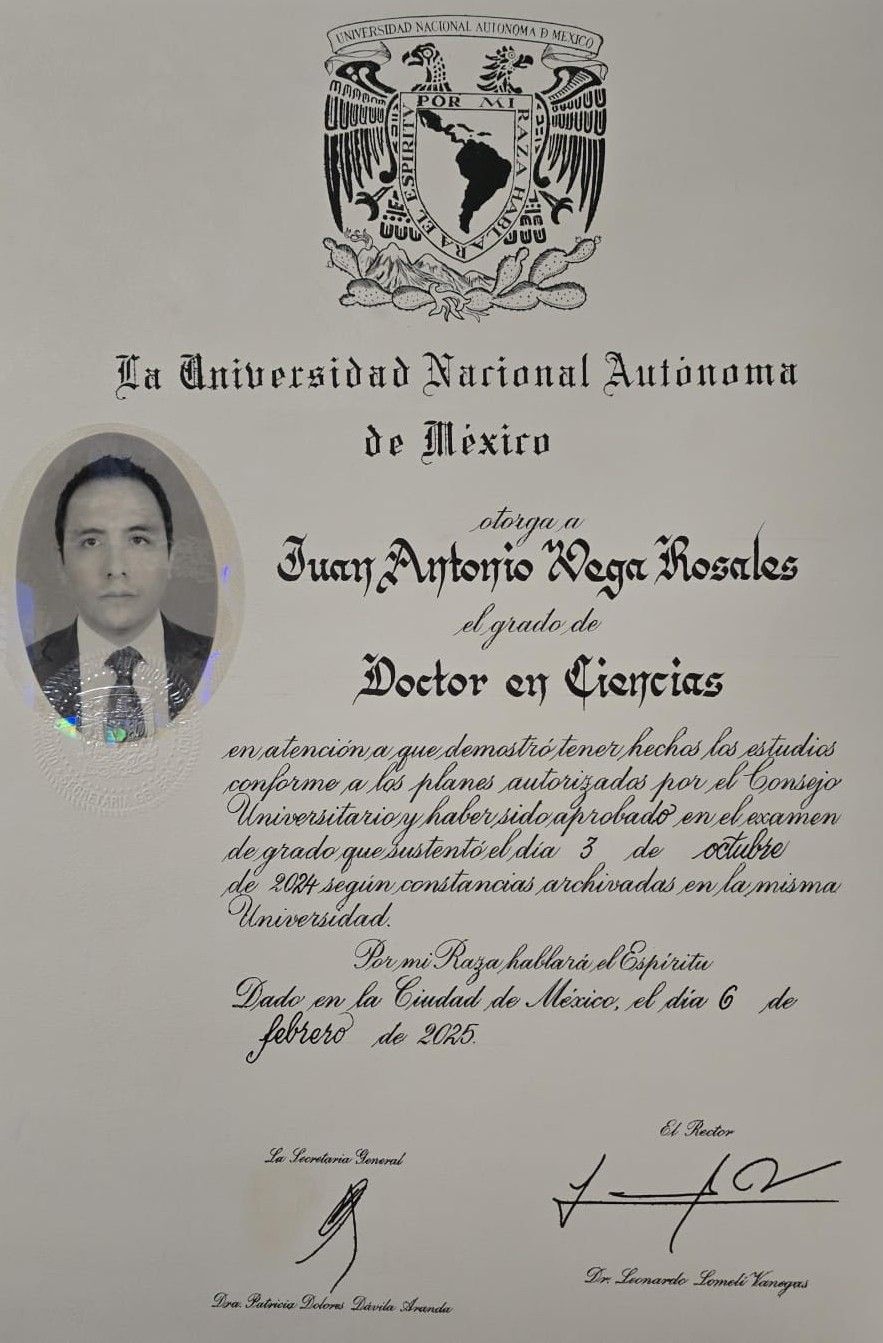 UNIVERSIDAD NACIONAL AUTONOMA D MEXICO
POR MI RAZA HABLARA EL ESPIRITV
La Universidad Nacional Autónoma
de México
otorga a
Juan Antonio Vega Rosales
el grado de
Doctor en Ciencias
en atención a que demostró tener hechos los estudios
conforme a los planes autorizados por el Consejo
Universitario y haber sido aprobado en el examen
de grado que sustentó el día 3 de octubre
de 2024 según constancias archivadas en la misma
Universidad.
Por mi Raza hablará el Espíritu
Dado en la Ciudad de México, el día 6 de
febrero de 2025.
El Rector
La Secretaria General
Dr. Leonardo Lomelí Vanegas
Dra. Patricia Dolores Dávila Aranda